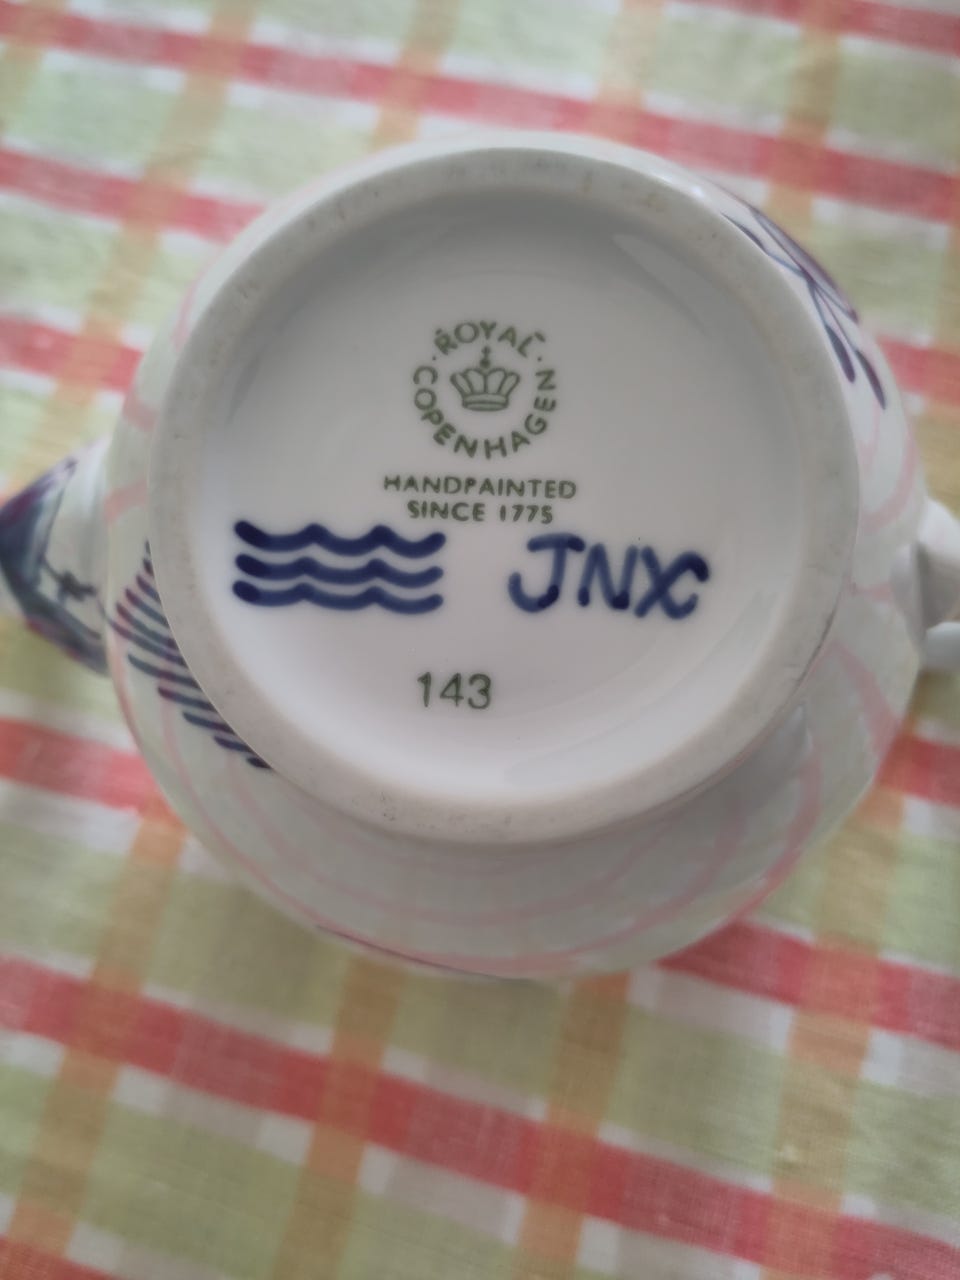 ROYAL
COPENHAGEN
HANDPAINTED
SINCE 1775
JNX
143